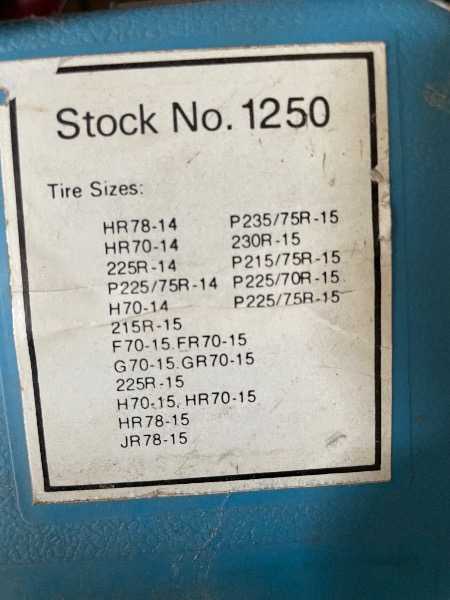 Stock No. 1250
Tire Sizes:
HR78-14
HR70-14
225R-14
P225/75R-14
H70-14
215R-15
F70-15, FR70-15
G70-15, GR70-15
225R-15
H70-15, HR70-15
HR78-15
JR78-15
P235/75R-15
230R-15
P215/75R-15
P225/70R-15
P225/75R-15